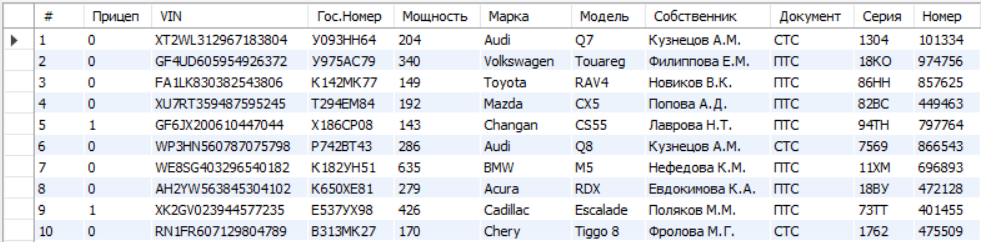 # Прицеп VIN Гос.Номер Мощность Марка Модель Собственник Документ Серия Номер
1 0 XT2WL312967183804 У093НН64 204 Audi Q7 Кузнецов А.М. СТС 1304 101334
2 0 GF4UD605954926372 У975АС79 340 Volkswagen Touareg Филиппова Е.М. ПТС 18КО 974756
3 0 FA1LK830382543806 К142МК77 149 Toyota RAV4 Новиков В.К. ПТС 86НН 857625
4 0 XU7RT359487595245 Т294ЕМ84 192 Mazda CX5 Попова А.Д. ПТС 82ВС 449463
5 1 GF6JX200610447044 Х186СР08 143 Changan CS55 Лаврова Н.Т. ПТС 94ТН 797764
6 0 WP3HN560787075798 Р742ВТ43 286 Audi Q8 Кузнецов А.М. СТС 7569 866543
7 0 WE8SG403296540182 К182УН51 635 BMW M5 Нефедова К.М. ПТС 11ХМ 696893
8 0 AH2YW563845304102 К650ХЕ81 279 Acura RDX Евдокимова К.А. ПТС 18ВУ 472128
9 1 XK2GV023944577235 Е537УХ98 426 Cadillac Escalade Поляков М.М. ПТС 73ТТ 401455
10 0 RN1FR607129804789 В313МК27 170 Chery Tiggo 8 Фролова М.Г. СТС 1762 475509